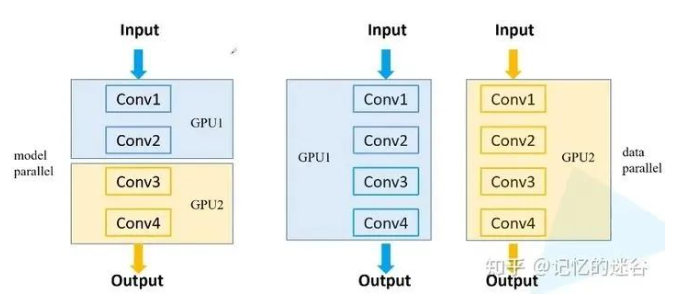 Input
Conv1
Conv2
GPU1
model
parallel
Conv3
Conv4
GPU2
Output
Input
GPU1
Conv1
Conv2
Conv3
Conv4
Output
Input
Conv1
Conv2
Conv3
Conv4
GPU2
data
parallel
Output
知乎 @记忆的迷谷